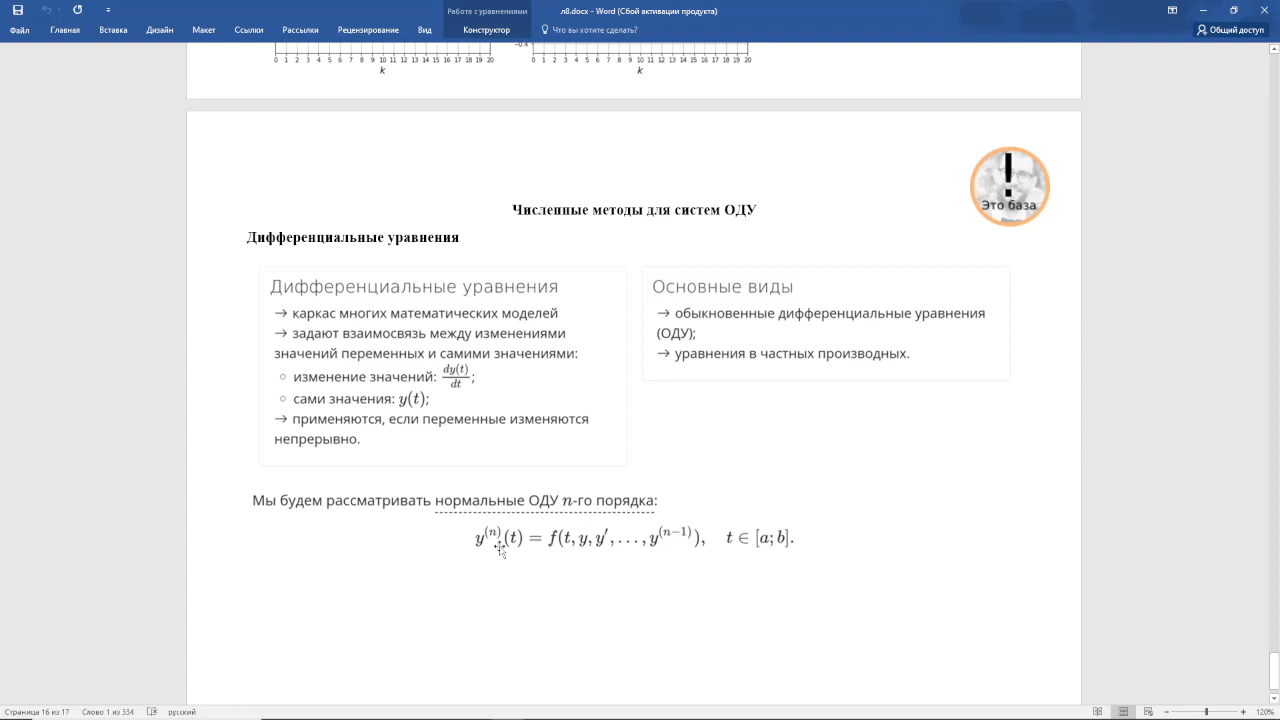 Работа с уравнениями
л8.docx - Word (Сбой активации продукта)
Файл Главная Вставка Дизайн Макет Ссылки Рассылки Рецензирование Вид Конструктор Что вы хотите сделать? Общий доступ
−0.4
0 1 2 3 4 5 6 7 8 9 10 11 12 13 14 15 16 17 18 19 20
k
0 1 2 3 4 5 6 7 8 9 10 11 12 13 14 15 16 17 18 19 20
k
!
Это база
Численные методы для систем ОДУ
Дифференциальные уравнения
Дифференциальные уравнения
→ каркас многих математических моделей
→ задают взаимосвязь между изменениями
значений переменных и самими значениями:
○ изменение значений: dy(t)/dt;
○ сами значения: y(t);
→ применяются, если переменные изменяются
непрерывно.
Основные виды
→ обыкновенные дифференциальные уравнения
(ОДУ);
→ уравнения в частных производных.
Мы будем рассматривать нормальные ОДУ n-го порядка:
y^(n)(t) = f(t, y, y′, . . . , y^(n−1)), t ∈ [a; b].
Страница 16 из 17 Слово 1 из 334 русский 120%